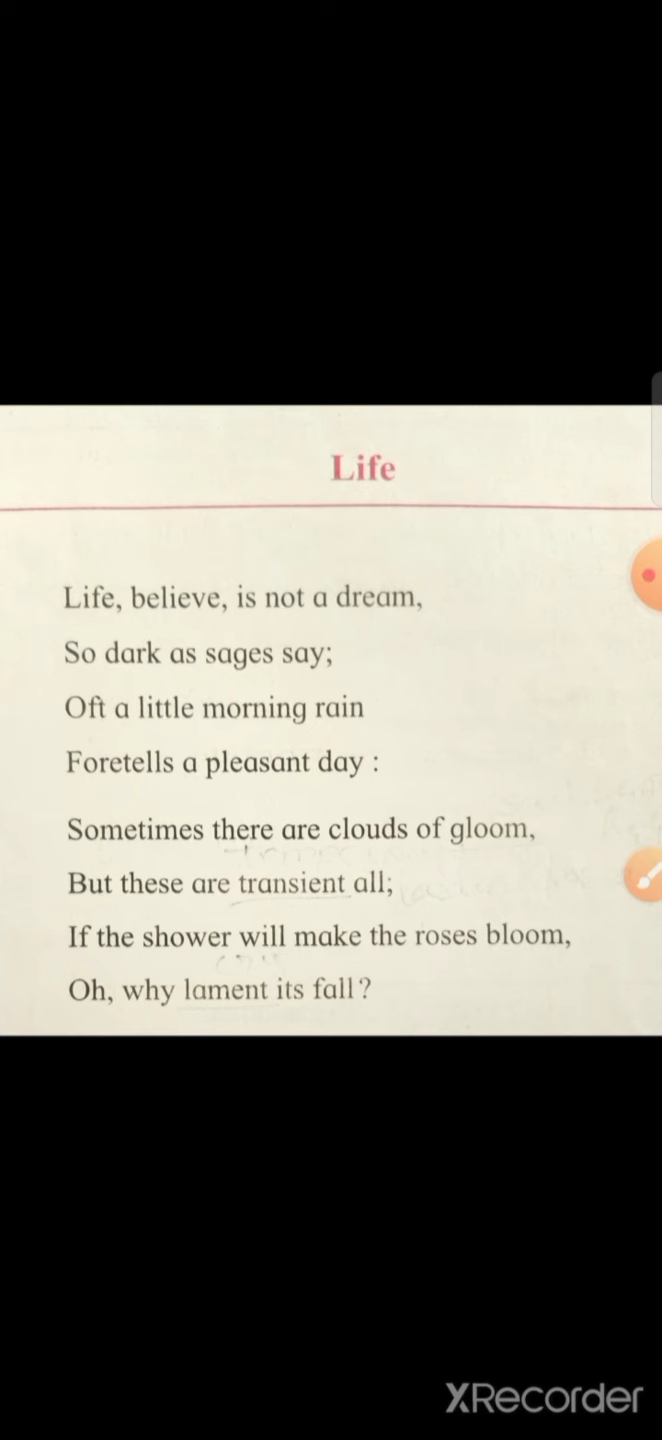 Life
Life, believe, is not a dream,
So dark as sages say;
Oft a little morning rain
Foretells a pleasant day :
Sometimes there are clouds of gloom,
But these are transient all;
If the shower will make the roses bloom,
Oh, why lament its fall?
XRecorder